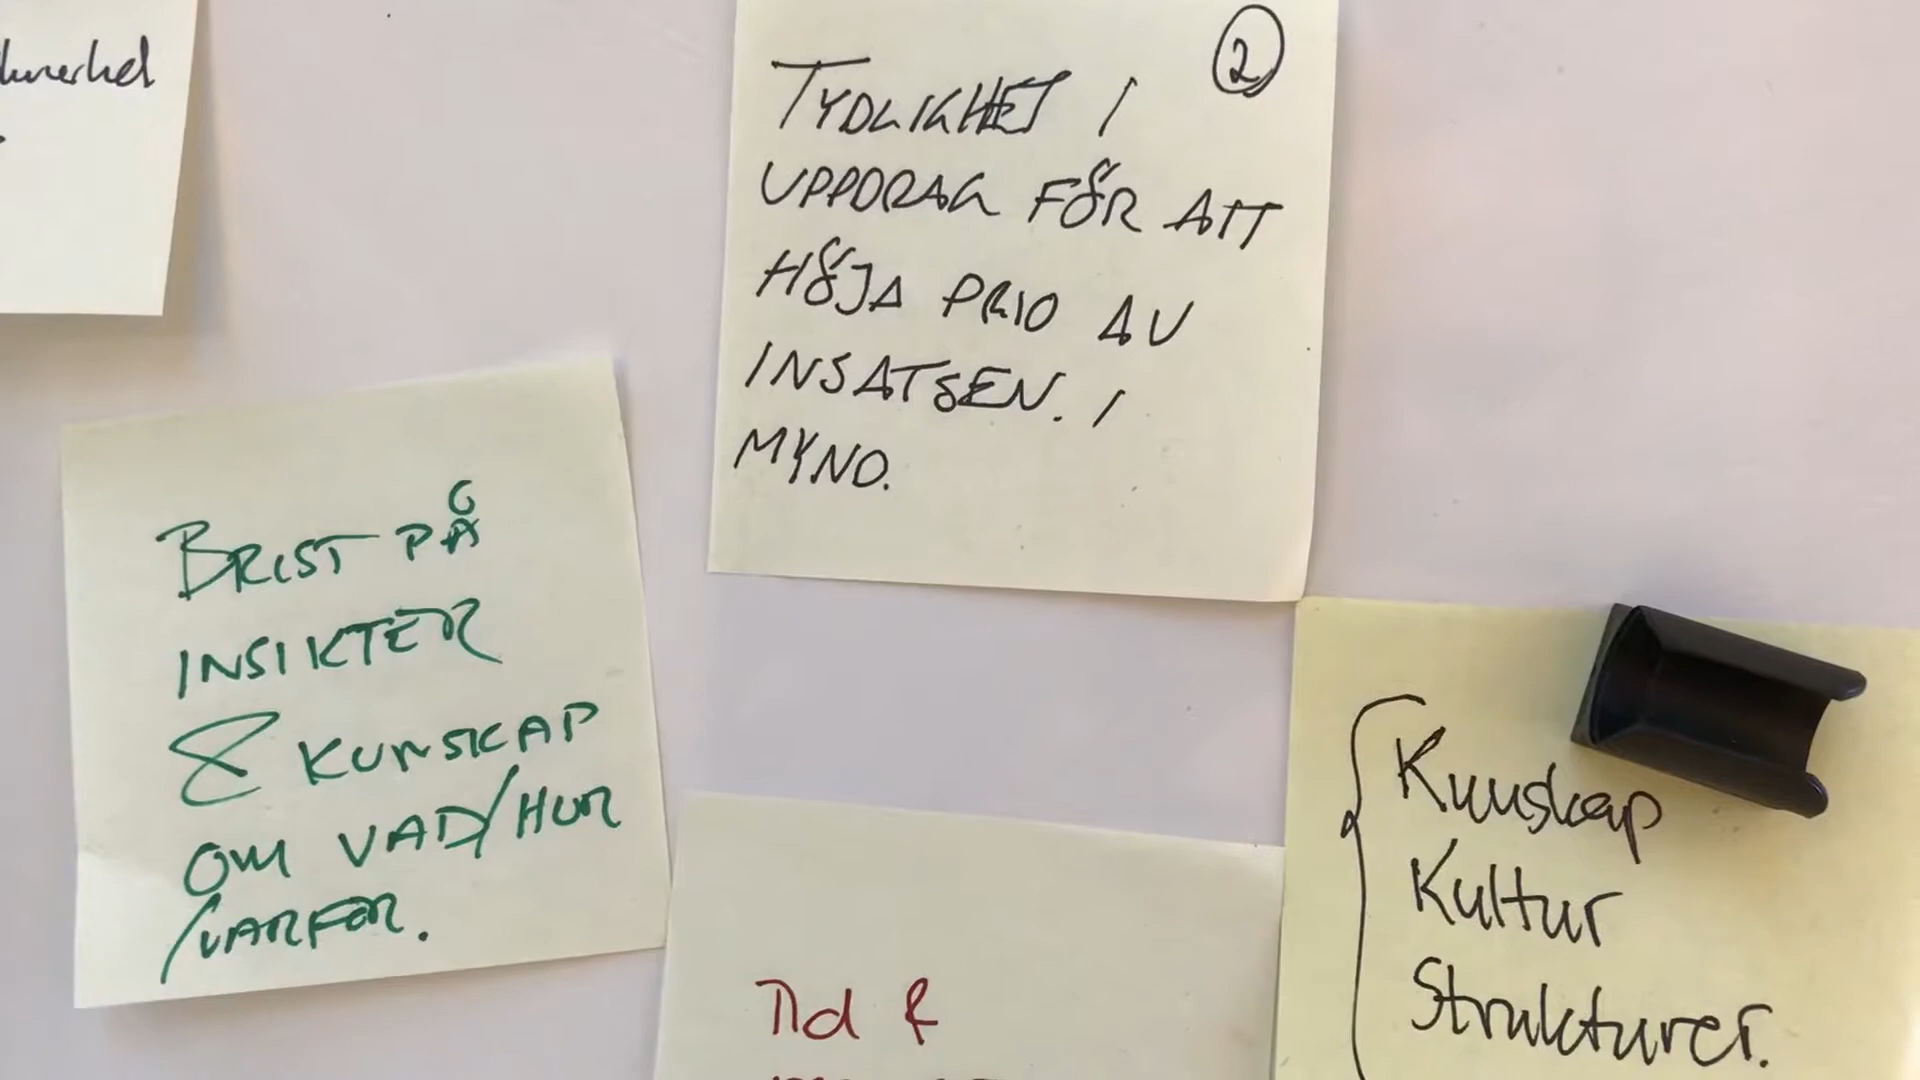 2
TYDLIGHET I
UPPDRAG FÖR ATT
HÖJA PRIO AV
INSATSEN. I
MYND.
BRIST PÅ
INSIKTER
& KUNSKAP
OM VAD/HUR
/VARFÖR.
Tid &
Kunskap
Kultur
Strukturer.